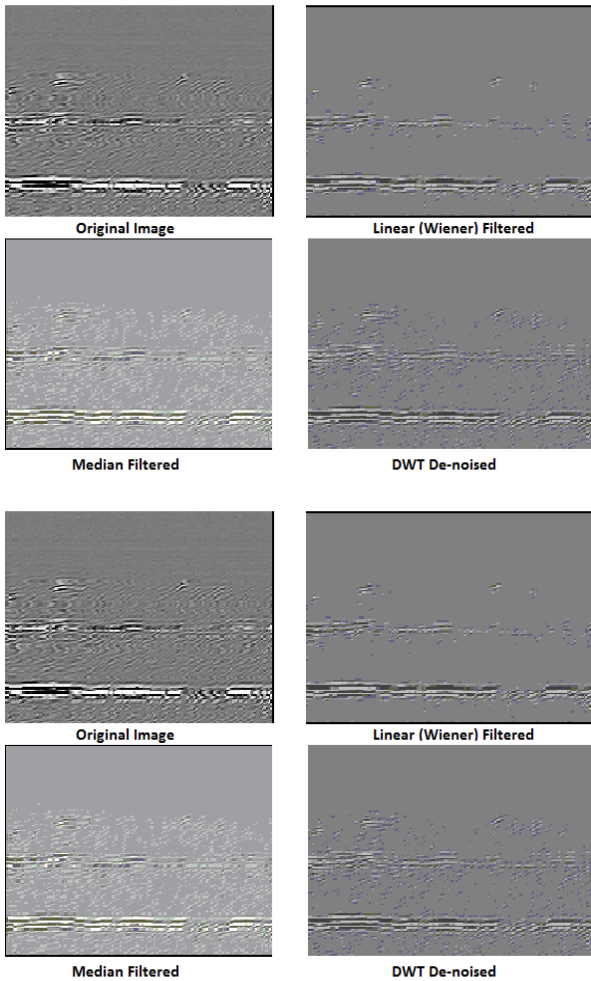 Original Image
Linear (Wiener) Filtered
Median Filtered
DWT De-noised
Original Image
Linear (Wiener) Filtered
Median Filtered
DWT De-noised